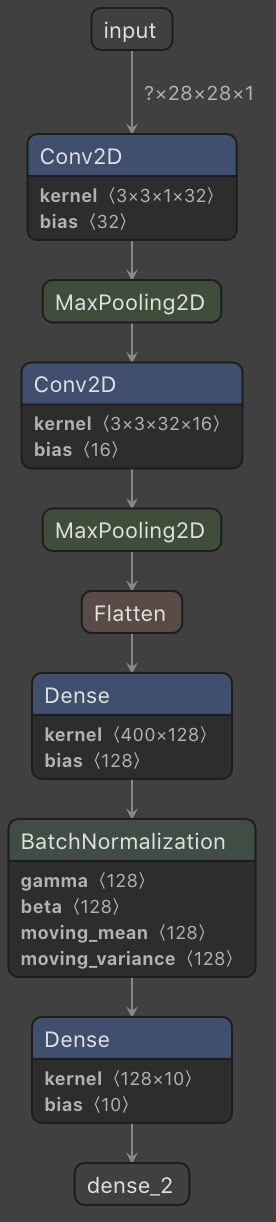 input
?×28×28×1
Conv2D
kernel ⟨3×3×1×32⟩
bias ⟨32⟩
MaxPooling2D
Conv2D
kernel ⟨3×3×32×16⟩
bias ⟨16⟩
MaxPooling2D
Flatten
Dense
kernel ⟨400×128⟩
bias ⟨128⟩
BatchNormalization
gamma ⟨128⟩
beta ⟨128⟩
moving_mean ⟨128⟩
moving_variance ⟨128⟩
Dense
kernel ⟨128×10⟩
bias ⟨10⟩
dense_2